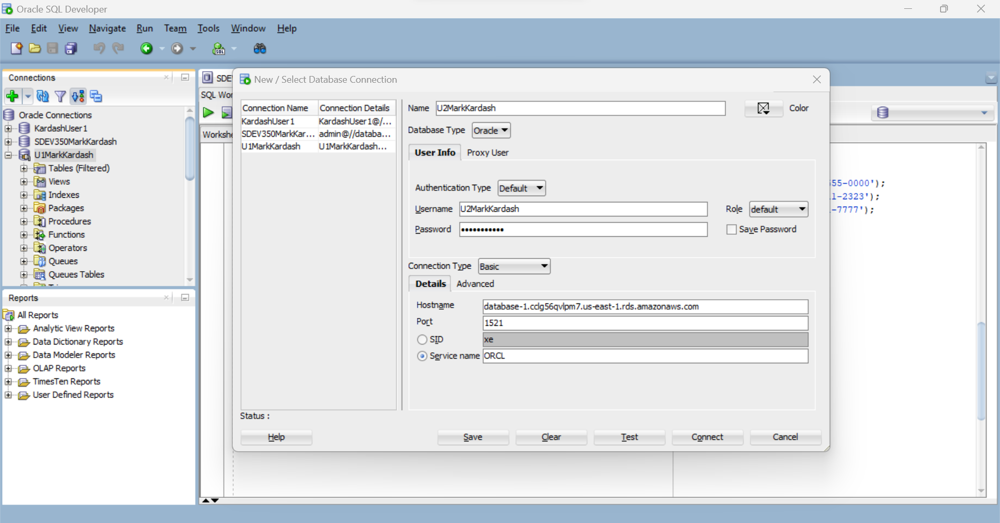 Oracle SQL Developer
File Edit View Navigate Run Team Tools Window Help
Connections
Oracle Connections
KardashUser1
SDEV350MarkKardash
U1MarkKardash
Tables (Filtered)
Views
Indexes
Packages
Procedures
Functions
Operators
Queues
Queues Tables
Reports
All Reports
Analytic View Reports
Data Dictionary Reports
Data Modeler Reports
OLAP Reports
TimesTen Reports
User Defined Reports
SDE
SQL Wor
Workshe
New / Select Database Connection
Connection Name Connection Details
KardashUser1 KardashUser1@/...
SDEV350MarkKar... admin@//databa...
U1MarkKardash U1MarkKardash...
Name U2MarkKardash Color
Database Type Oracle
User Info Proxy User
Authentication Type Default
Username U2MarkKardash Role default
Password ••••••••••• Save Password
Connection Type Basic
Details Advanced
Hostname database-1.cclg56qvlpm7.us-east-1.rds.amazonaws.com
Port 1521
SID xe
Service name ORCL
Status :
Help Save Clear Test Connect Cancel
55-0000');
1-2323');
-7777');